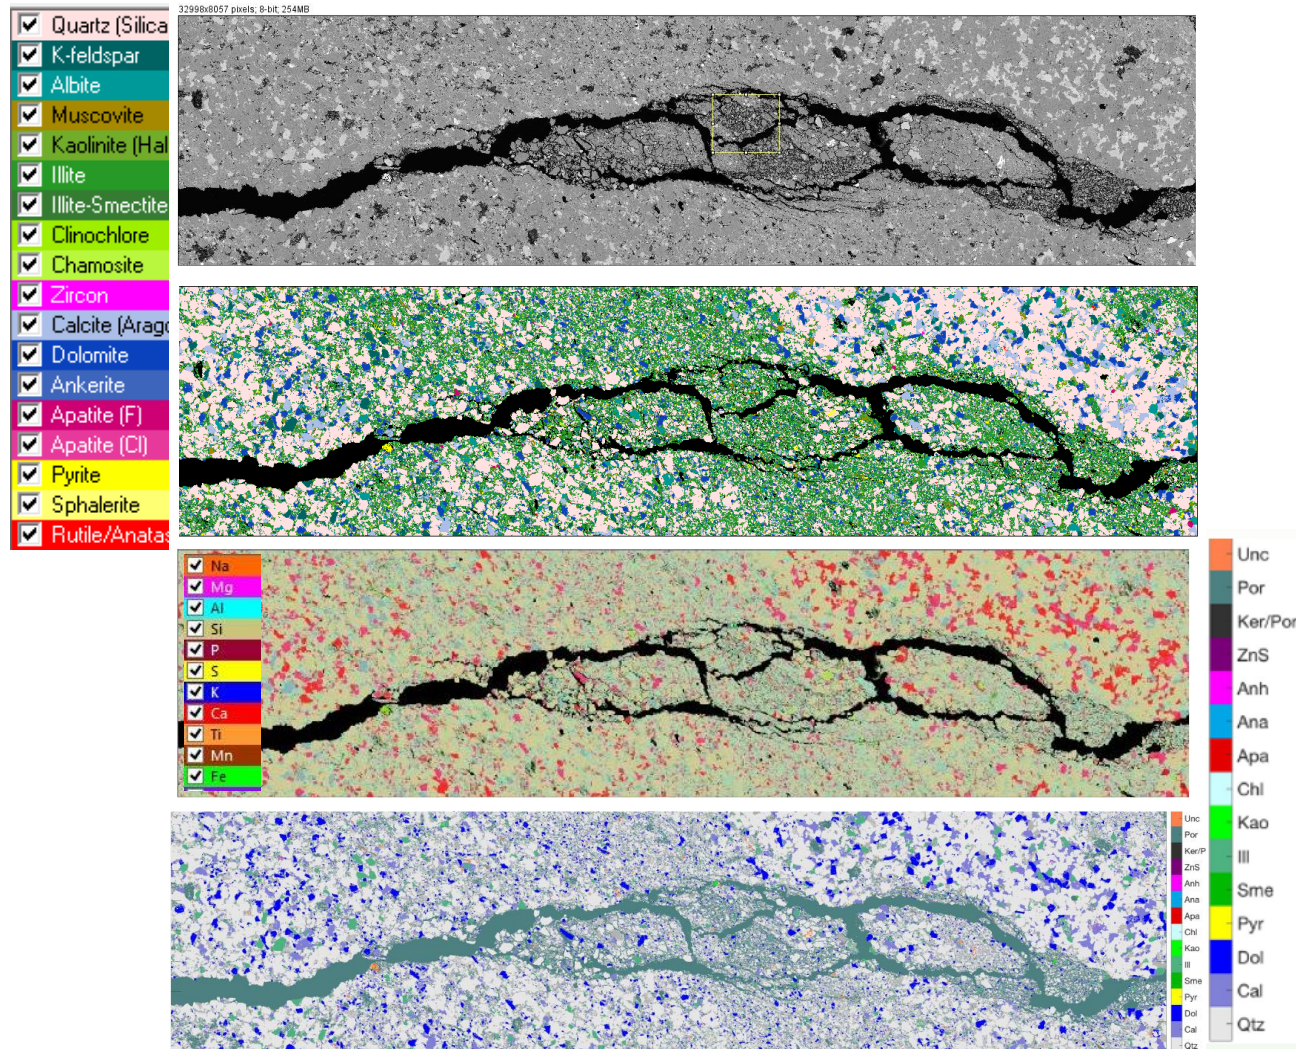 32998x8057 pixels; 8-bit; 254MB
Quartz (Silica
K-feldspar
Albite
Muscovite
Kaolinite (Hal
Illite
Illite-Smectite
Clinochlore
Chamosite
Zircon
Calcite (Arago
Dolomite
Ankerite
Apatite (F)
Apatite (Cl)
Pyrite
Sphalerite
Rutile/Anatas
Na
Mg
Al
Si
P
S
K
Ca
Ti
Mn
Fe
Unc
Por
Ker/P
ZnS
Anh
Ana
Apa
Chl
Kao
Ill
Sme
Pyr
Dol
Cal
Qtz
Unc
Por
Ker/Por
ZnS
Anh
Ana
Apa
Chl
Kao
Ill
Sme
Pyr
Dol
Cal
Qtz